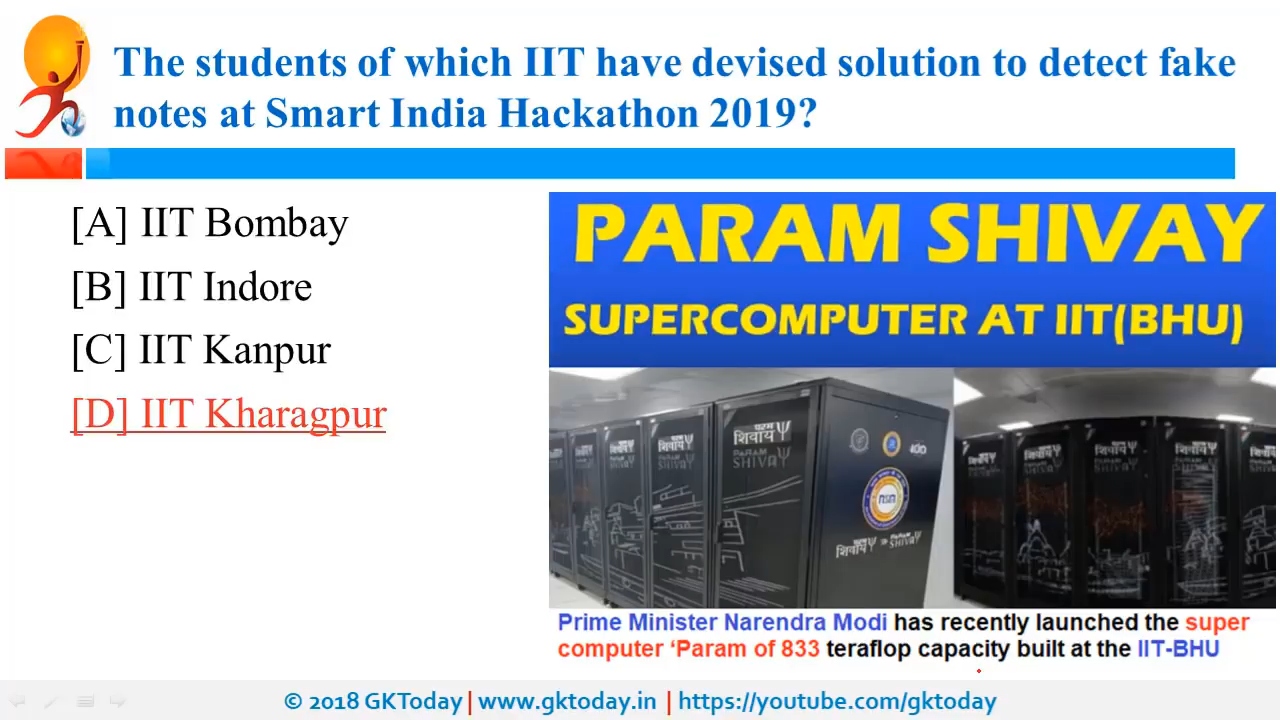 The students of which IIT have devised solution to detect fake
notes at Smart India Hackathon 2019?
[A] IIT Bombay
[B] IIT Indore
[C] IIT Kanpur
[D] IIT Kharagpur
PARAM SHIVAY
SUPERCOMPUTER AT IIT(BHU)
परम
शिवाय
PARAM
SHIVAY
nsm
Prime Minister Narendra Modi has recently launched the super
computer ‘Param of 833 teraflop capacity built at the IIT-BHU
© 2018 GKToday | www.gktoday.in | https://youtube.com/gktoday